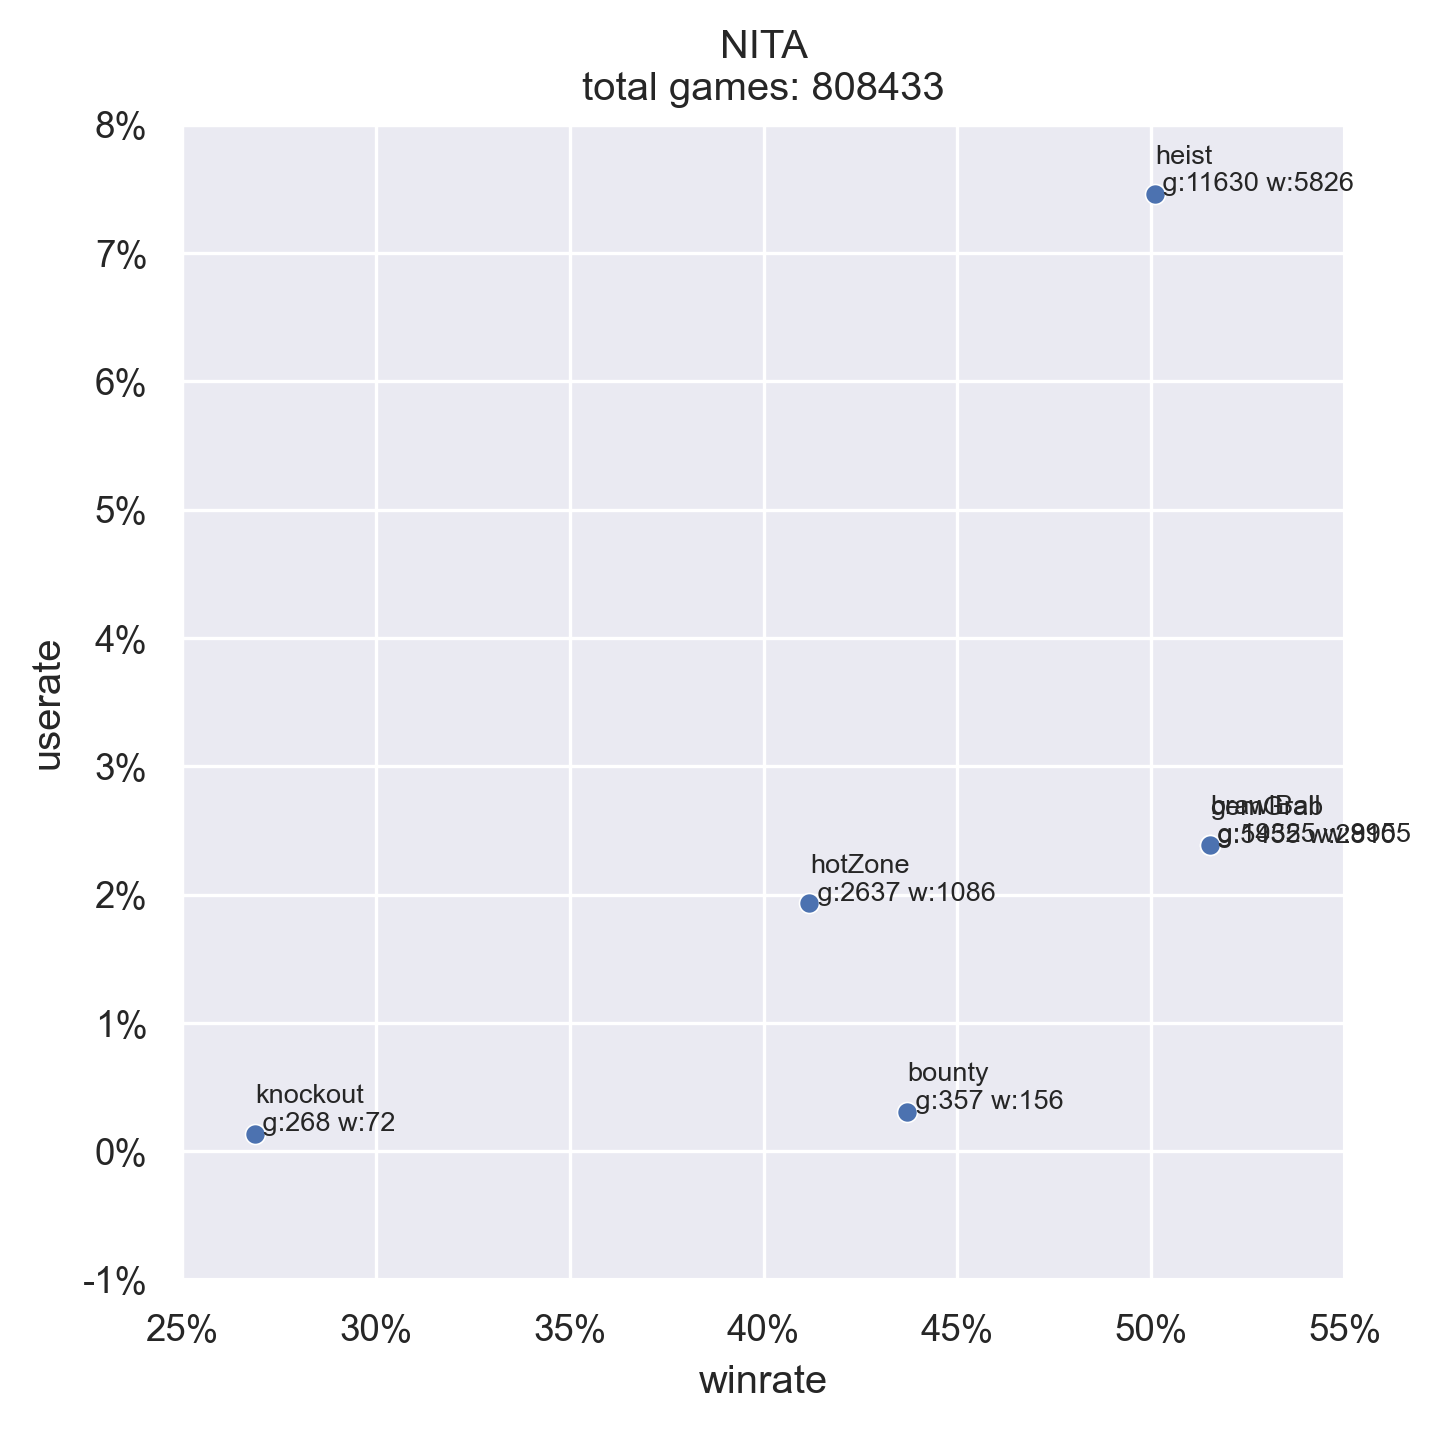 NITA
total games: 808433
8%
heist
g:11630 w:5826
7%
6%
5%
4%
userate
3%
hotZone
g:2637 w:1086
2%
1%
bounty
g:357 w:156
knockout
g:268 w:72
0%
-1%
25% 30% 35% 40% 45% 50% 55%
winrate